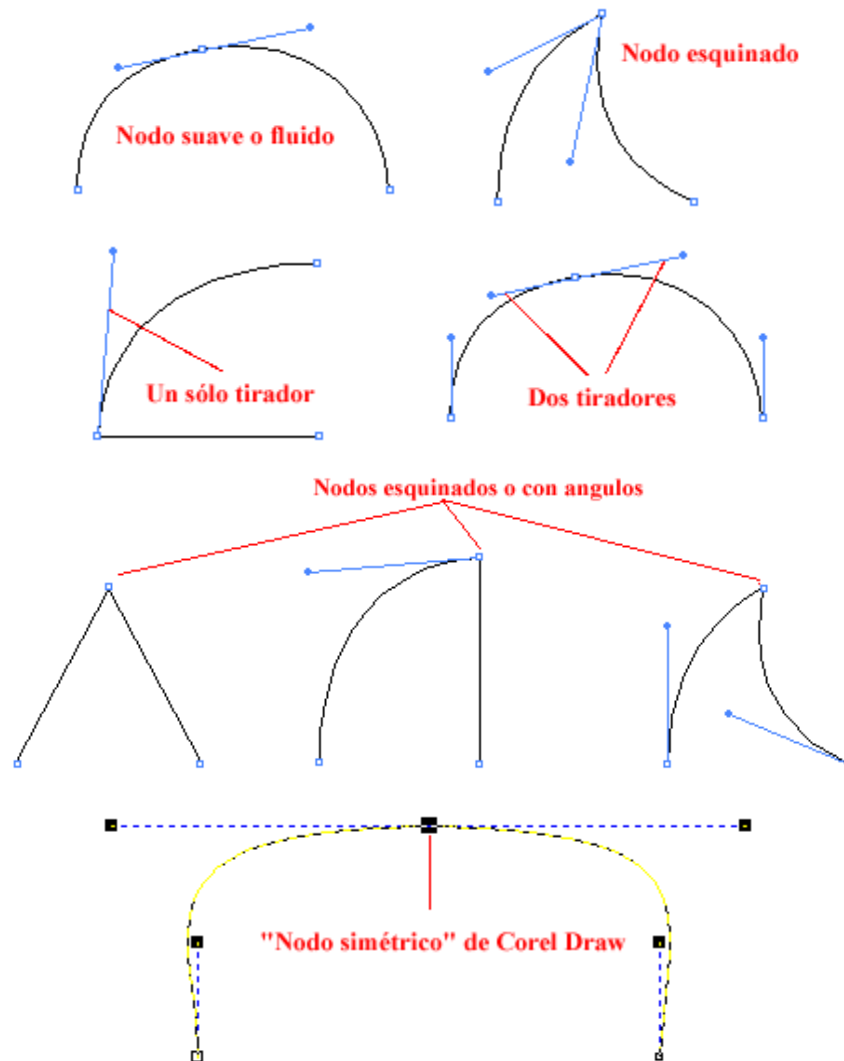 Nodo esquinado
Nodo suave o fluido
Un sólo tirador
Dos tiradores
Nodos esquinados o con angulos
"Nodo simétrico" de Corel Draw